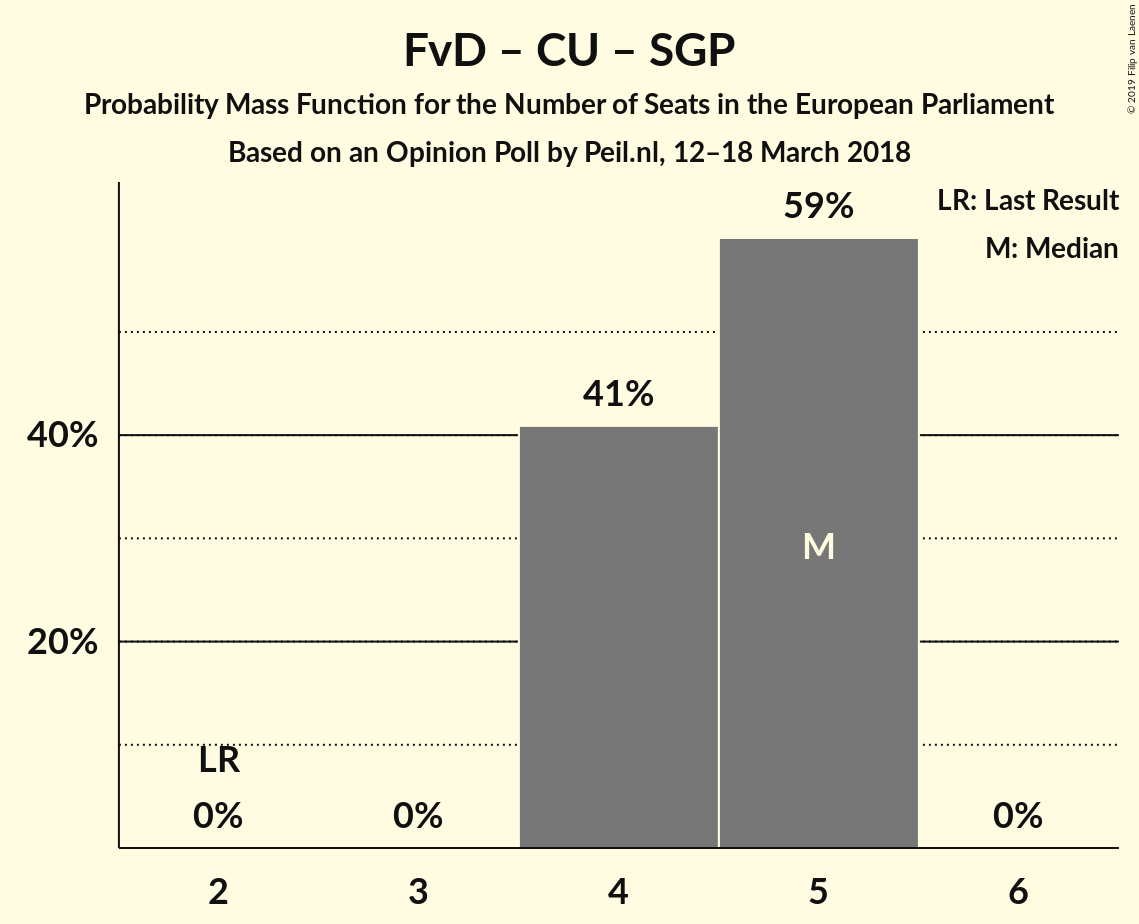 FvD – CU – SGP
Probability Mass Function for the Number of Seats in the European Parliament
Based on an Opinion Poll by Peil.nl, 12–18 March 2018
© 2019 Filip van Laenen
LR: Last Result
M: Median
59%
41%
40%
M
20%
LR
0%
0%
0%
2
3
4
5
6